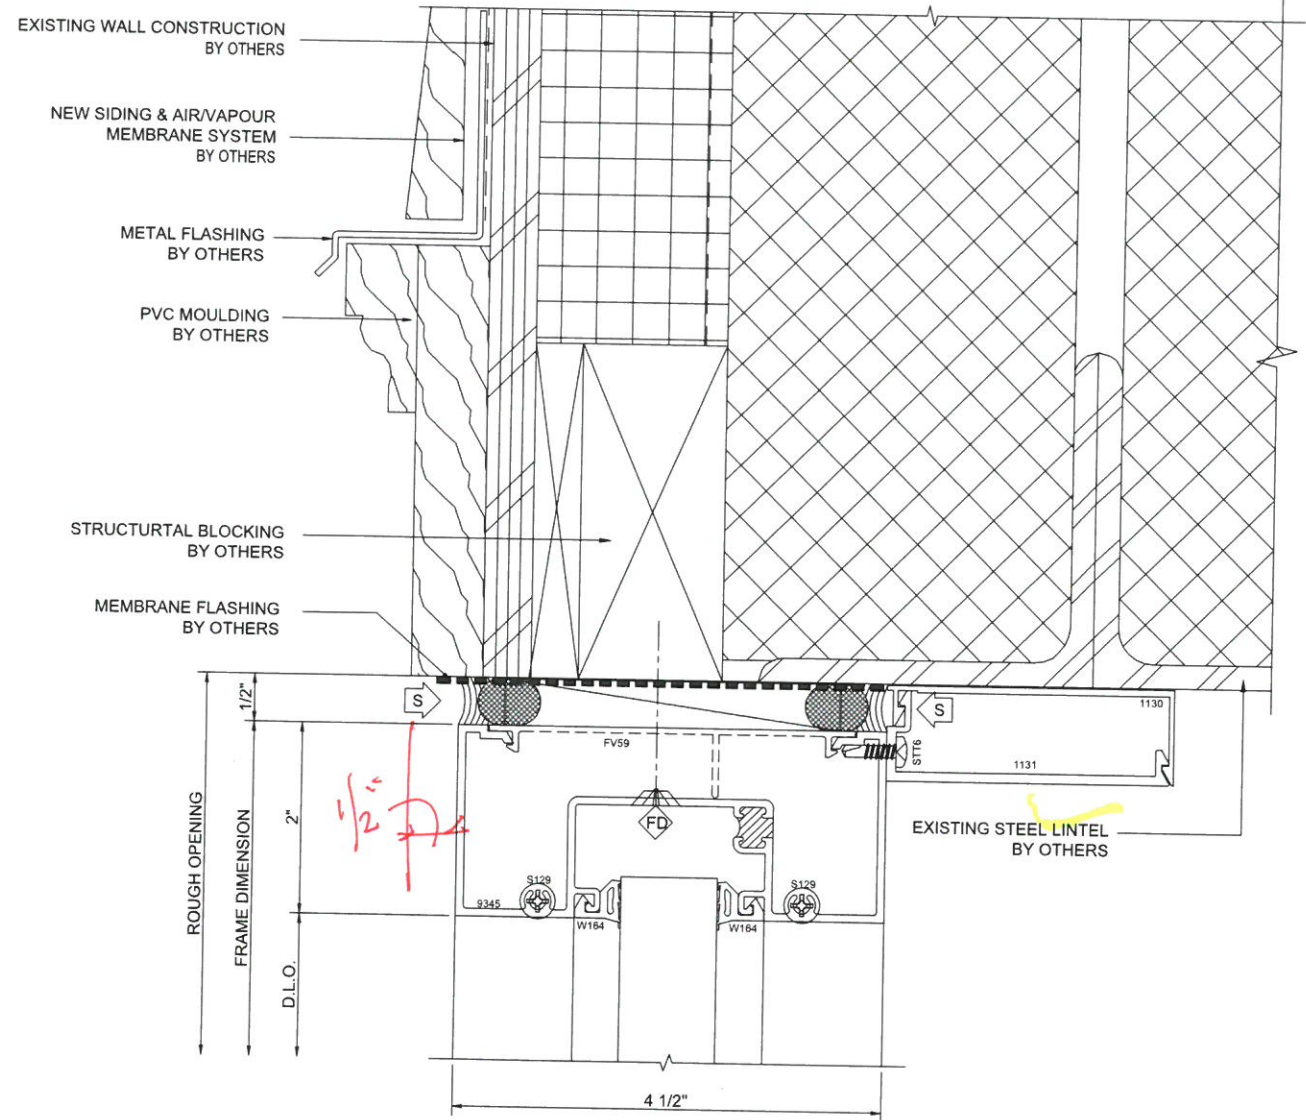 EXISTING WALL CONSTRUCTION
BY OTHERS
NEW SIDING & AIR/VAPOUR
MEMBRANE SYSTEM
BY OTHERS
METAL FLASHING
BY OTHERS
PVC MOULDING
BY OTHERS
STRUCTURTAL BLOCKING
BY OTHERS
MEMBRANE FLASHING
BY OTHERS
1/2"
S
S
1130
FV59
STT6
1131
1/2"
2"
FD
EXISTING STEEL LINTEL
BY OTHERS
ROUGH OPENING
FRAME DIMENSION
S129
S129
9345
W164
W164
D.L.O.
4 1/2"